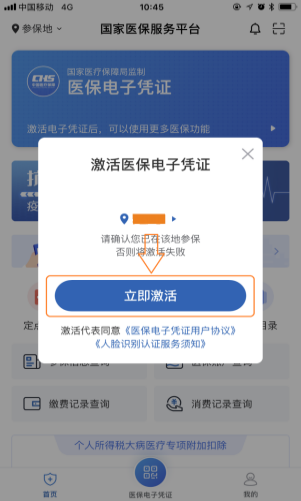 中国移动 4G 10:45
参保地 国家医保服务平台
CHS
国家医疗保障局监制
医保电子凭证
激活电子凭证后，可以使用更多医保功能
激活医保电子凭证
请确认您已在该地参保
否则将激活失败
立即激活
激活代表同意《医保电子凭证用户协议》
《人脸识别认证服务须知》
缴费记录查询 消费记录查询
个人所得税大病医疗专项附加扣除
首页 医保电子凭证 我的